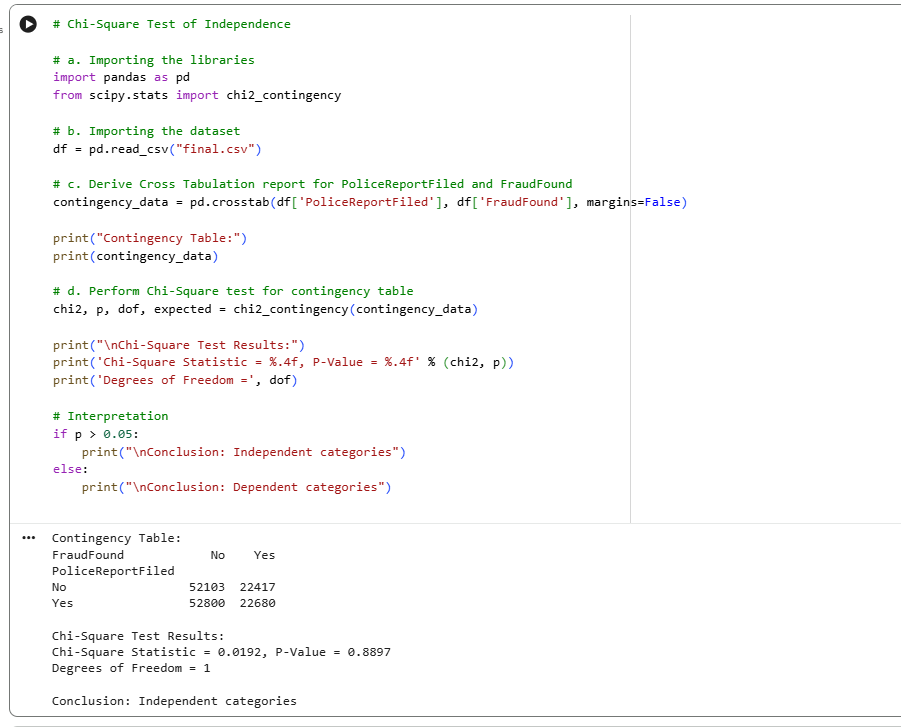 # Chi-Square Test of Independence
# a. Importing the libraries
import pandas as pd
from scipy.stats import chi2_contingency
# b. Importing the dataset
df = pd.read_csv("final.csv")
# c. Derive Cross Tabulation report for PoliceReportFiled and FraudFound
contingency_data = pd.crosstab(df['PoliceReportFiled'], df['FraudFound'], margins=False)
print("Contingency Table:")
print(contingency_data)
# d. Perform Chi-Square test for contingency table
chi2, p, dof, expected = chi2_contingency(contingency_data)
print("\nChi-Square Test Results:")
print('Chi-Square Statistic = %.4f, P-Value = %.4f' % (chi2, p))
print('Degrees of Freedom =', dof)
# Interpretation
if p > 0.05:
    print("\nConclusion: Independent categories")
else:
    print("\nConclusion: Dependent categories")
Contingency Table:
FraudFound            No    Yes
PoliceReportFiled
No                 52103  22417
Yes                52800  22680
Chi-Square Test Results:
Chi-Square Statistic = 0.0192, P-Value = 0.8897
Degrees of Freedom = 1
Conclusion: Independent categories